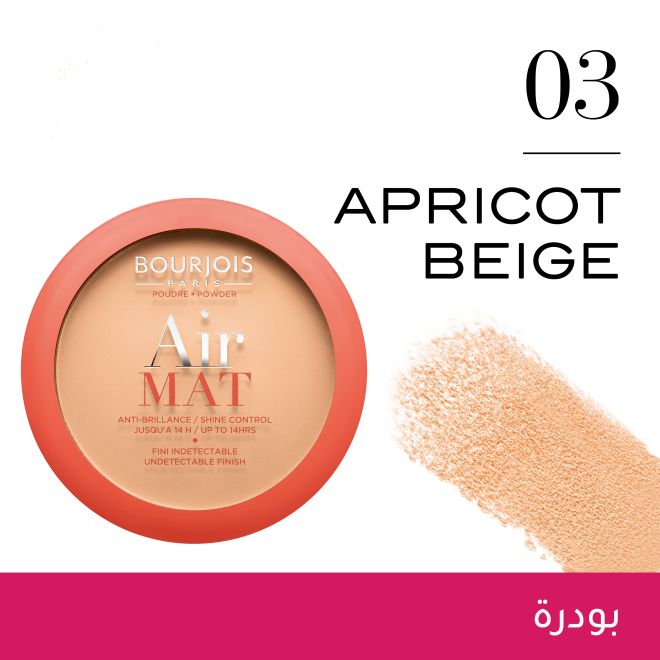 03
APRICOT
BEIGE
BOURJOIS
PARIS
POUDRE • POWDER
Air
MAT
ANTI-BRILLANCE / SHINE CONTROL
JUSQU'A 14 H / UP TO 14HRS
•
FINI INDETECTABLE
UNDETECTABLE FINISH
بودرة